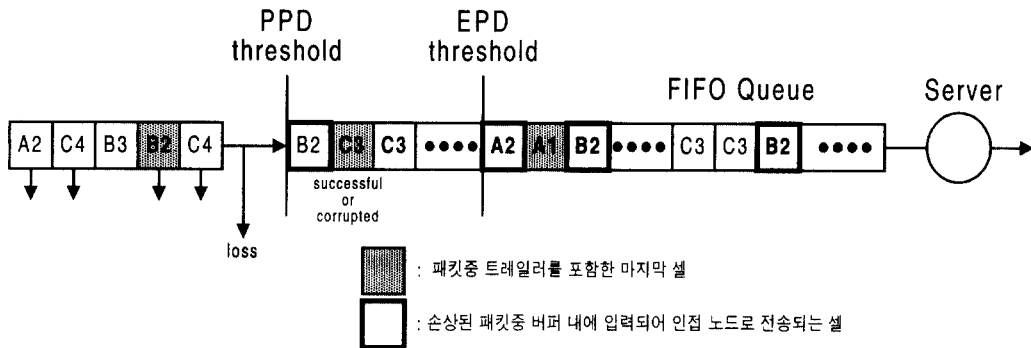 PPD
threshold
EPD
threshold
FIFO Queue
Server
A2 C4 B3 B2 C4
B2 C3 C3 •••• A2 A1 B2 •••• C3 C3 B2 ••••
successful
or
corrupted
loss
: 패킷중 트레일러를 포함한 마지막 셀
: 손상된 패킷중 버퍼 내에 입력되어 인접 노드로 전송되는 셀